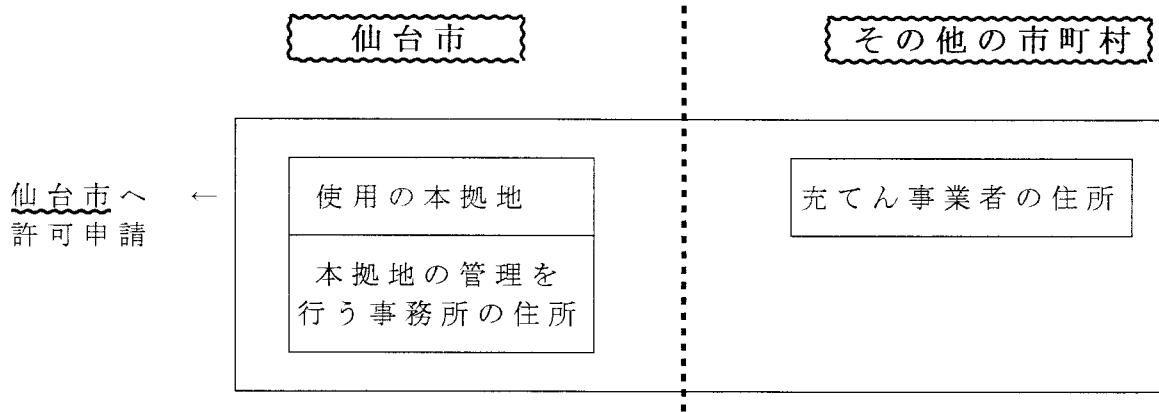 仙台市
その他の市町村
仙台市へ ←
許可申請
使用の本拠地
本拠地の管理を
行う事務所の住所
充てん事業者の住所